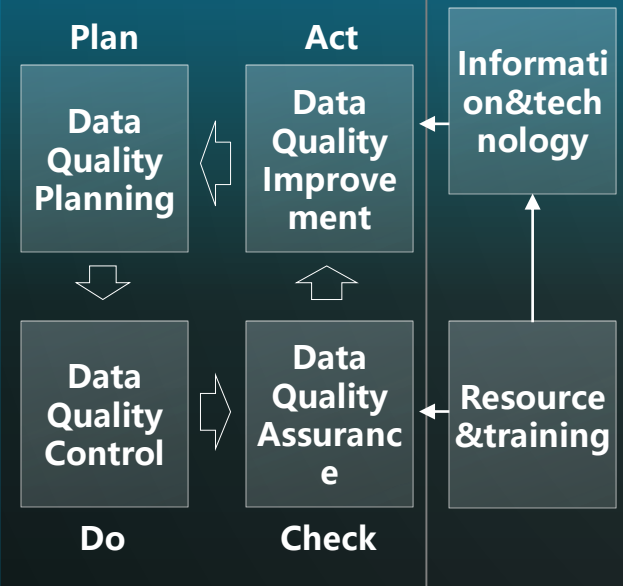 Plan
Act
Data
Quality
Planning
Data
Quality
Improve
ment
Informati
on&tech
nology
Data
Quality
Control
Data
Quality
Assuranc
e
Resource
&training
Do
Check